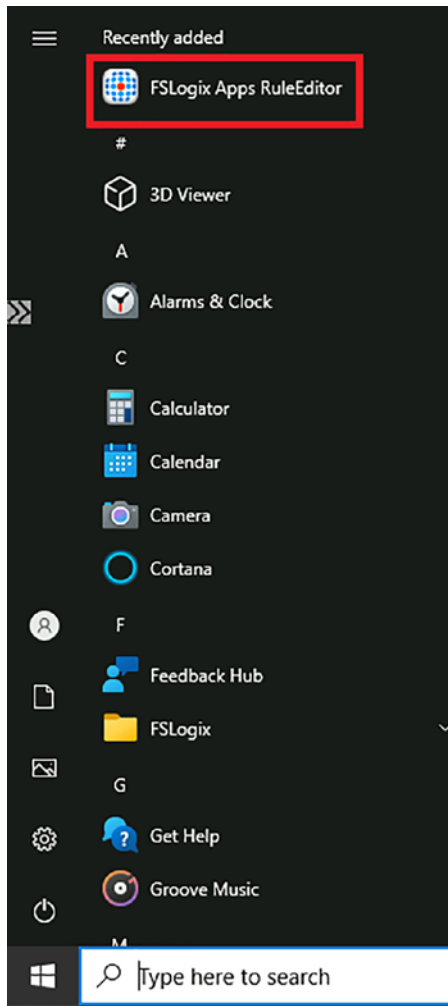 Recently added
FSLogix Apps RuleEditor
#
3D Viewer
A
Alarms & Clock
C
Calculator
Calendar
Camera
Cortana
F
Feedback Hub
FSLogix
G
Get Help
Groove Music
M
Type here to search